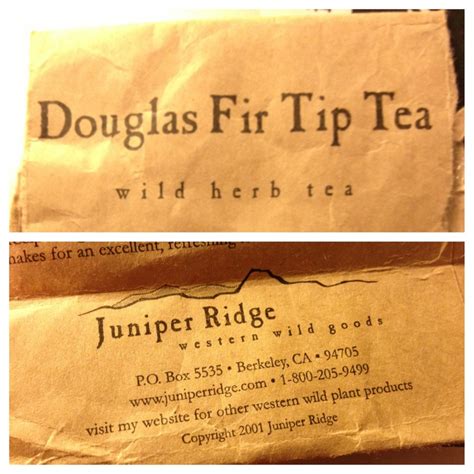 Douglas Fir Tip Tea
wild herb tea
makes for an excellent,
Juniper Ridge
western wild goods
P.O. Box 5535 • Berkeley, CA • 94705
www.juniperridge.com • 1-800-205-9499
visit my website for other western wild plant products
Copyright 2001 Juniper Ridge